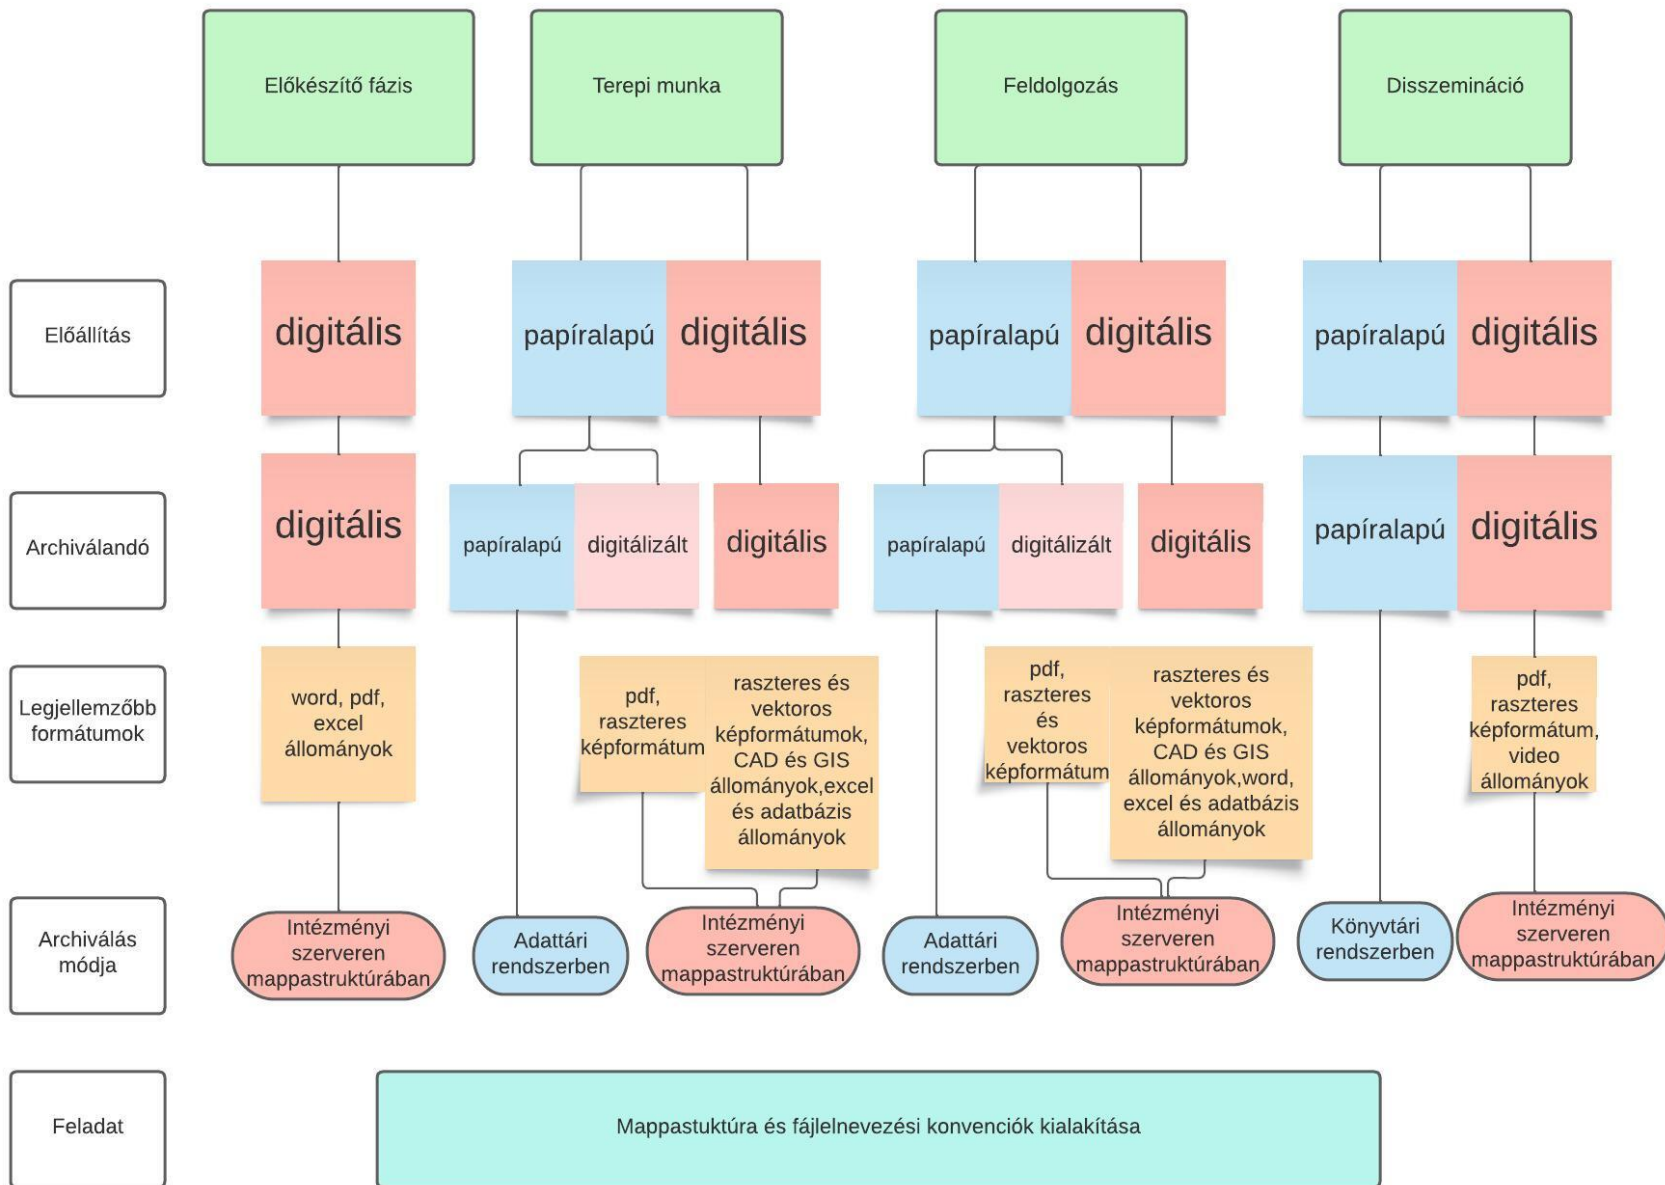 Előkészítő fázis
Terepi munka
Feldolgozás
Disszemináció
Előállítás
digitális
papíralapú
digitális
papíralapú
digitális
papíralapú
digitális
Archiválandó
digitális
papíralapú
digitálizált
digitális
papíralapú
digitálizált
digitális
papíralapú
digitális
Legjellemzőbb
formátumok
word, pdf,
excel
állományok
pdf,
raszteres
képformátum
raszteres és
vektoros
képformátumok,
CAD és GIS
állományok,excel
és adatbázis
állományok
pdf,
raszteres
és
vektoros
képformátum
raszteres és
vektoros
képformátumok,
CAD és GIS
állományok,word,
excel és adatbázis
állományok
pdf,
raszteres
képformátum,
video
állományok
Archiválás
módja
Intézményi
szerveren
mappastruktúrában
Adattári
rendszerben
Intézményi
szerveren
mappastruktúrában
Adattári
rendszerben
Intézményi
szerveren
mappastruktúrában
Könyvtári
rendszerben
Intézményi
szerveren
mappastruktúrában
Feladat
Mappastuktúra és fájlelnevezési konvenciók kialakítása